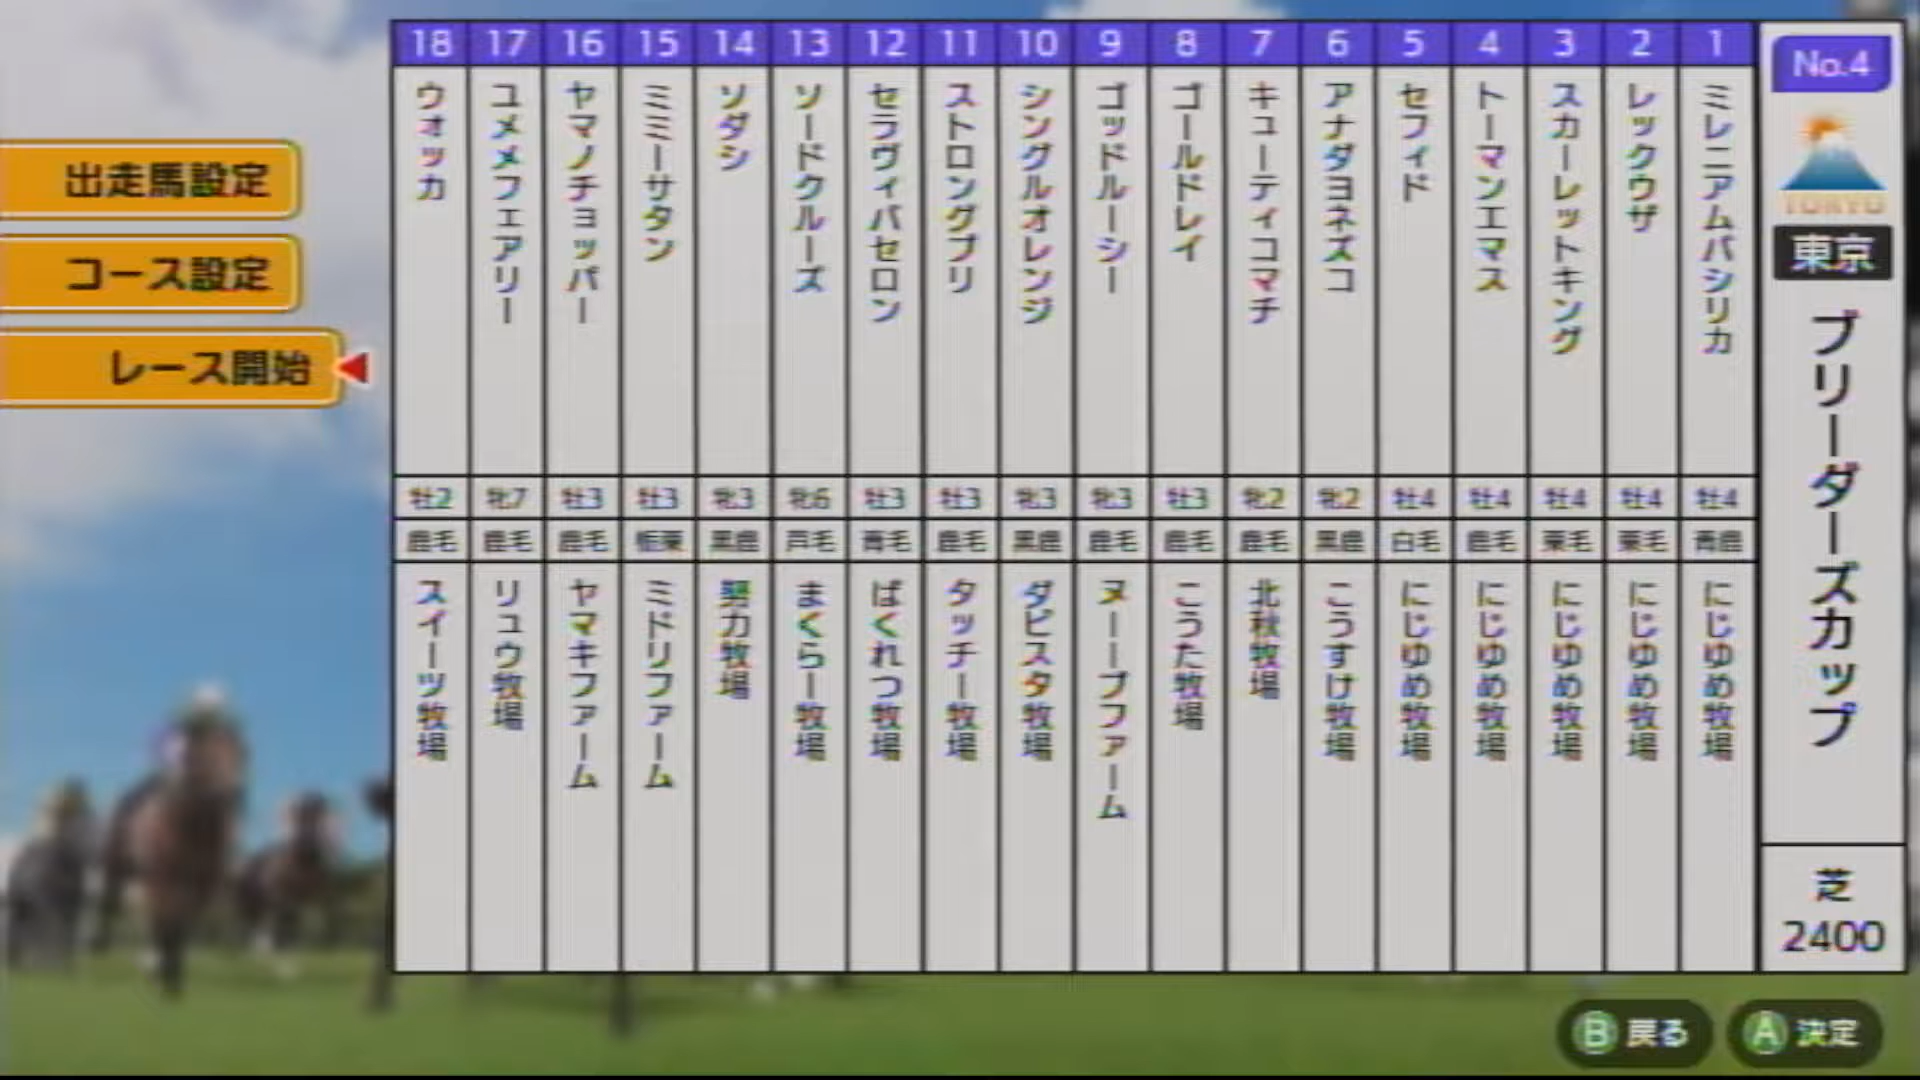 No.4
TOKYO
東京
ブリーダーズカップ
芝
2400
1
ミレニアムバシリカ
牡4
青鹿
にじゆめ牧場
2
レックウザ
牡4
栗毛
にじゆめ牧場
3
スカーレットキング
牡4
栗毛
にじゆめ牧場
4
トーマンエマス
牡4
鹿毛
にじゆめ牧場
5
セフィド
牡4
白毛
にじゆめ牧場
6
アナダヨネズコ
牝2
黒鹿
こうすけ牧場
7
キューティコマチ
牝2
鹿毛
北秋牧場
8
ゴールドレイ
牡3
鹿毛
こうた牧場
9
ゴッドルーシー
牝3
鹿毛
ヌーブファーム
10
シングルオレンジ
牝3
黒鹿
ダビスタ牧場
11
ストロングブリ
牡3
鹿毛
タッチー牧場
12
セラヴィバセロン
牡3
青毛
ばくれつ牧場
13
ソードクルーズ
牝6
芦毛
まくらー牧場
14
ソダシ
牝3
黒鹿
努力牧場
15
ミミーサタン
牡3
栃栗
ミドリファーム
16
ヤマノチョッパー
牡3
鹿毛
ヤマキファーム
17
ユメメフェアリー
牝7
鹿毛
リュウ牧場
18
ウォッカ
牡2
鹿毛
スイーツ牧場
出走馬設定
コース設定
レース開始
B 戻る
A 決定